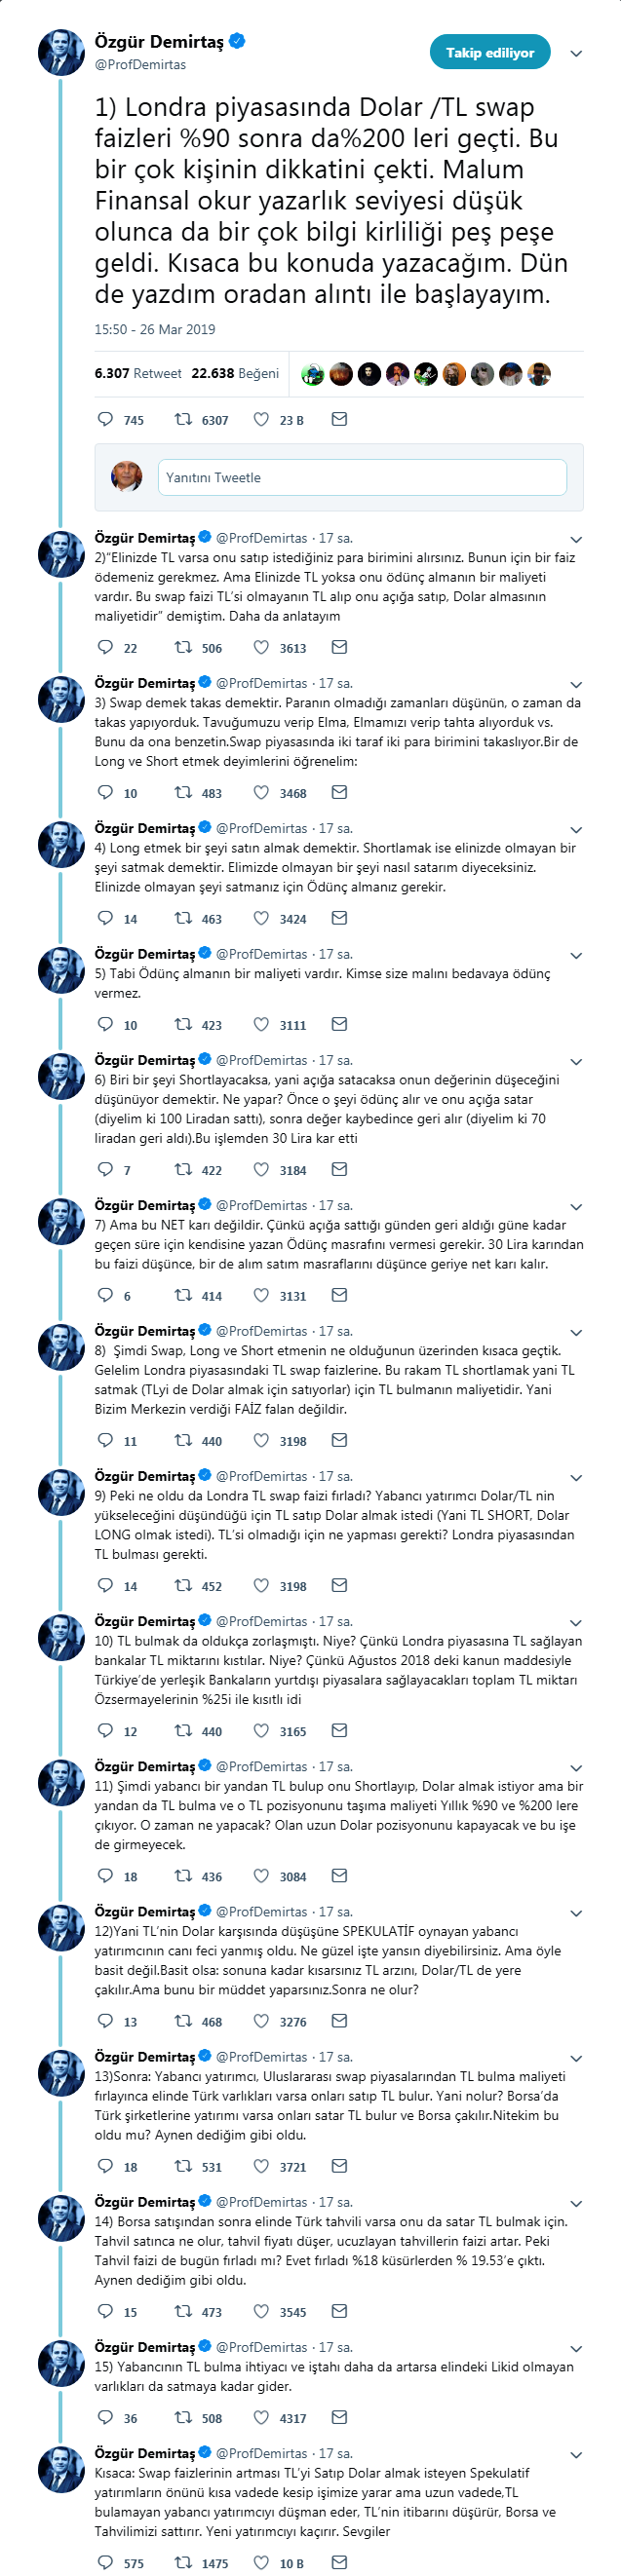 Özgür Demirtaş
@ProfDemirtas
Takip ediliyor
1) Londra piyasasında Dolar /TL swap
faizleri %90 sonra da%200 leri geçti. Bu
bir çok kişinin dikkatini çekti. Malum
Finansal okur yazarlık seviyesi düşük
olunca da bir çok bilgi kirliliği peş peşe
geldi. Kısaca bu konuda yazacağım. Dün
de yazdım oradan alıntı ile başlayayım.
15:50 - 26 Mar 2019
6.307 Retweet 22.638 Beğeni
745 6307 23 B
Yanıtını Tweetle
Özgür Demirtaş @ProfDemirtas · 17 sa.
2)"Elinizde TL varsa onu satıp istediğiniz para birimini alırsınız. Bunun için bir faiz
ödemeniz gerekmez. Ama Elinizde TL yoksa onu ödünç almanın bir maliyeti
vardır. Bu swap faizi TL'si olmayanın TL alıp onu açığa satıp, Dolar almasının
maliyetidir" demiştim. Daha da anlatayım
22 506 3613
Özgür Demirtaş @ProfDemirtas · 17 sa.
3) Swap demek takas demektir. Paranın olmadığı zamanları düşünün, o zaman da
takas yapıyorduk. Tavuğumuzu verip Elma, Elmamızı verip tahta alıyorduk vs.
Bunu da ona benzetin.Swap piyasasında iki taraf iki para birimini takaslıyor.Bir de
Long ve Short etmek deyimlerini öğrenelim:
10 483 3468
Özgür Demirtaş @ProfDemirtas · 17 sa.
4) Long etmek bir şeyi satın almak demektir. Shortlamak ise elinizde olmayan bir
şeyi satmak demektir. Elimizde olmayan bir şeyi nasıl satarım diyeceksiniz.
Elinizde olmayan şeyi satmanız için Ödünç almanız gerekir.
14 463 3424
Özgür Demirtaş @ProfDemirtas · 17 sa.
5) Tabi Ödünç almanın bir maliyeti vardır. Kimse size malını bedavaya ödünç
vermez.
10 423 3111
Özgür Demirtaş @ProfDemirtas · 17 sa.
6) Biri bir şeyi Shortlayacaksa, yani açığa satacaksa onun değerinin düşeceğini
düşünüyor demektir. Ne yapar? Önce o şeyi ödünç alır ve onu açığa satar
(diyelim ki 100 Liradan sattı), sonra değer kaybedince geri alır (diyelim ki 70
liradan geri aldı).Bu işlemden 30 Lira kar etti
7 422 3184
Özgür Demirtaş @ProfDemirtas · 17 sa.
7) Ama bu NET karı değildir. Çünkü açığa sattığı günden geri aldığı güne kadar
geçen süre için kendisine yazan Ödünç masrafını vermesi gerekir. 30 Lira karından
bu faizi düşünce, bir de alım satım masraflarını düşünce geriye net karı kalır.
6 414 3131
Özgür Demirtaş @ProfDemirtas · 17 sa.
8) Şimdi Swap, Long ve Short etmenin ne olduğunun üzerinden kısaca geçtik.
Gelelim Londra piyasasındaki TL swap faizlerine. Bu rakam TL shortlamak yani TL
satmak (TLyi de Dolar almak için satıyorlar) için TL bulmanın maliyetidir. Yani
Bizim Merkezin verdiği FAİZ falan değildir.
11 440 3198
Özgür Demirtaş @ProfDemirtas · 17 sa.
9) Peki ne oldu da Londra TL swap faizi fırladı? Yabancı yatırımcı Dolar/TL nin
yükseleceğini düşündüğü için TL satıp Dolar almak istedi (Yani TL SHORT, Dolar
LONG olmak istedi). TL'si olmadığı için ne yapması gerekti? Londra piyasasından
TL bulması gerekti.
14 452 3198
Özgür Demirtaş @ProfDemirtas · 17 sa.
10) TL bulmak da oldukça zorlaşmıştı. Niye? Çünkü Londra piyasasına TL sağlayan
bankalar TL miktarını kıstılar. Niye? Çünkü Ağustos 2018 deki kanun maddesiyle
Türkiye'de yerleşik Bankaların yurtdışı piyasalara sağlayacakları toplam TL miktarı
Özsermayelerinin %25i ile kısıtlı idi
12 440 3165
Özgür Demirtaş @ProfDemirtas · 17 sa.
11) Şimdi yabancı bir yandan TL bulup onu Shortlayıp, Dolar almak istiyor ama bir
yandan da TL bulma ve o TL pozisyonunu taşıma maliyeti Yıllık %90 ve %200 lere
çıkıyor. O zaman ne yapacak? Olan uzun Dolar pozisyonunu kapayacak ve bu işe
de girmeyecek.
18 436 3084
Özgür Demirtaş @ProfDemirtas · 17 sa.
12)Yani TL'nin Dolar karşısında düşüşüne SPEKULATİF oynayan yabancı
yatırımcının canı feci yanmış oldu. Ne güzel işte yansın diyebilirsiniz. Ama öyle
basit değil.Basit olsa: sonuna kadar kısarsınız TL arzını, Dolar/TL de yere
çakılır.Ama bunu bir müddet yaparsınız.Sonra ne olur?
13 468 3276
Özgür Demirtaş @ProfDemirtas · 17 sa.
13)Sonra: Yabancı yatırımcı, Uluslararası swap piyasalarından TL bulma maliyeti
fırlayınca elinde Türk varlıkları varsa onları satıp TL bulur. Yani nolur? Borsa'da
Türk şirketlerine yatırımı varsa onları satar TL bulur ve Borsa çakılır.Nitekim bu
oldu mu? Aynen dediğim gibi oldu.
18 531 3721
Özgür Demirtaş @ProfDemirtas · 17 sa.
14) Borsa satışından sonra elinde Türk tahvili varsa onu da satar TL bulmak için.
Tahvil satınca ne olur, tahvil fiyatı düşer, ucuzlayan tahvillerin faizi artar. Peki
Tahvil faizi de bugün fırladı mı? Evet fırladı %18 küsürlerden % 19.53'e çıktı.
Aynen dediğim gibi oldu.
15 473 3545
Özgür Demirtaş @ProfDemirtas · 17 sa.
15) Yabancının TL bulma ihtiyacı ve iştahı daha da artarsa elindeki Likid olmayan
varlıkları da satmaya kadar gider.
36 508 4317
Özgür Demirtaş @ProfDemirtas · 17 sa.
Kısaca: Swap faizlerinin artması TL'yi Satıp Dolar almak isteyen Spekulatif
yatırımların önünü kısa vadede kesip işimize yarar ama uzun vadede,TL
bulamayan yabancı yatırımcıyı düşman eder, TL'nin itibarını düşürür, Borsa ve
Tahvilimizi sattırır. Yeni yatırımcıyı kaçırır. Sevgiler
575 1475 10 B